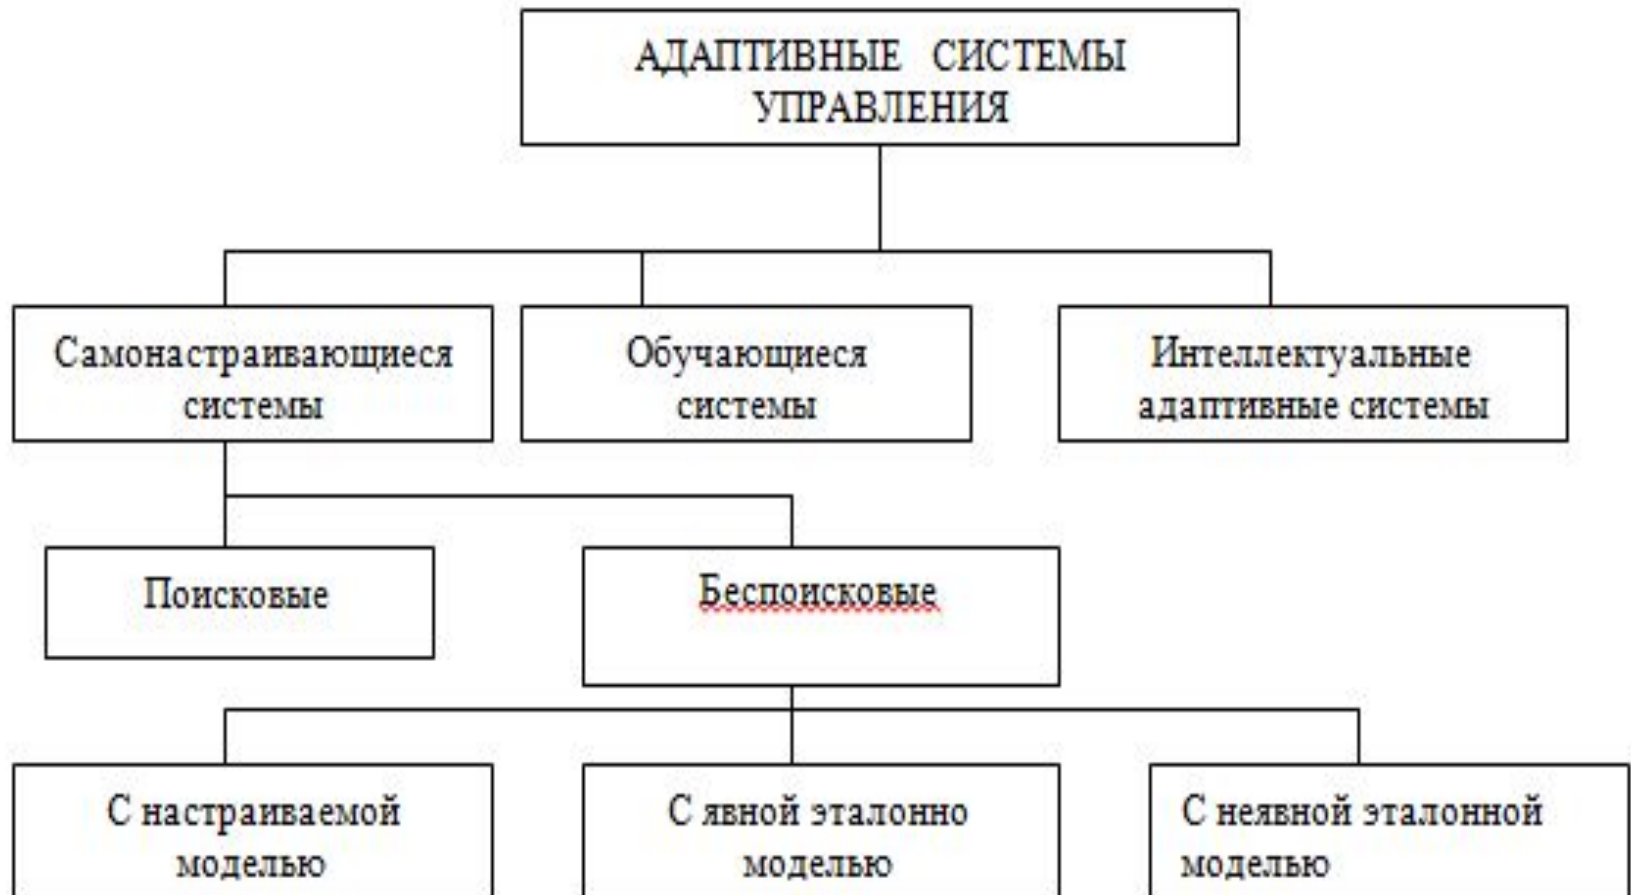 АДАПТИВНЫЕ СИСТЕМЫ
УПРАВЛЕНИЯ
Самонастраивающиеся
системы
Обучающиеся
системы
Интеллектуальные
адаптивные системы
Поисковые
Беспоисковые
С настраиваемой
моделью
С явной эталонно
моделью
С неявной эталонной
моделью